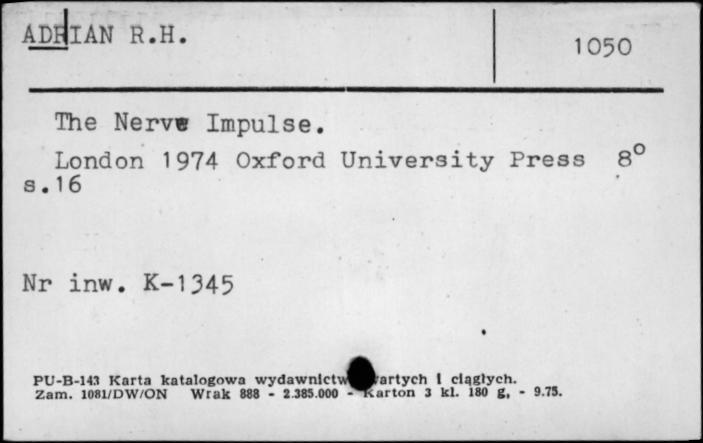 ADRIAN R.H.
1050
The Nerve Impulse.
London 1974 Oxford University Press 8°
s.16
Nr inw. K-1345
PU-B-143 Karta katalogowa wydawnictw i ciągłych.
Zam. 1081/DW/ON Wrak 888 - 2.385.000 - Karton 3 kl. 180 g, - 9.75.